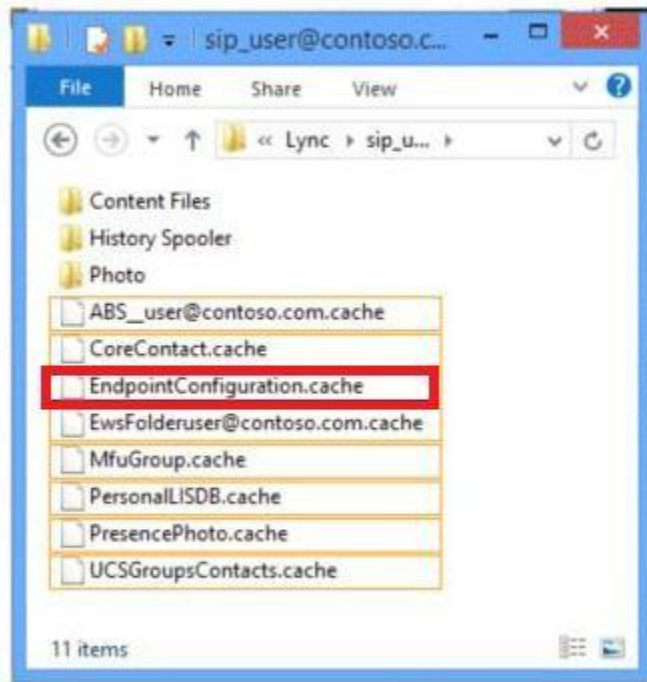 sip_user@contoso.c...
File Home Share View
« Lync sip_u...
Content Files
History Spooler
Photo
ABS__user@contoso.com.cache
CoreContact.cache
EndpointConfiguration.cache
EwsFolderuser@contoso.com.cache
MfuGroup.cache
PersonalLISDB.cache
PresencePhoto.cache
UCSGroupsContacts.cache
11 items